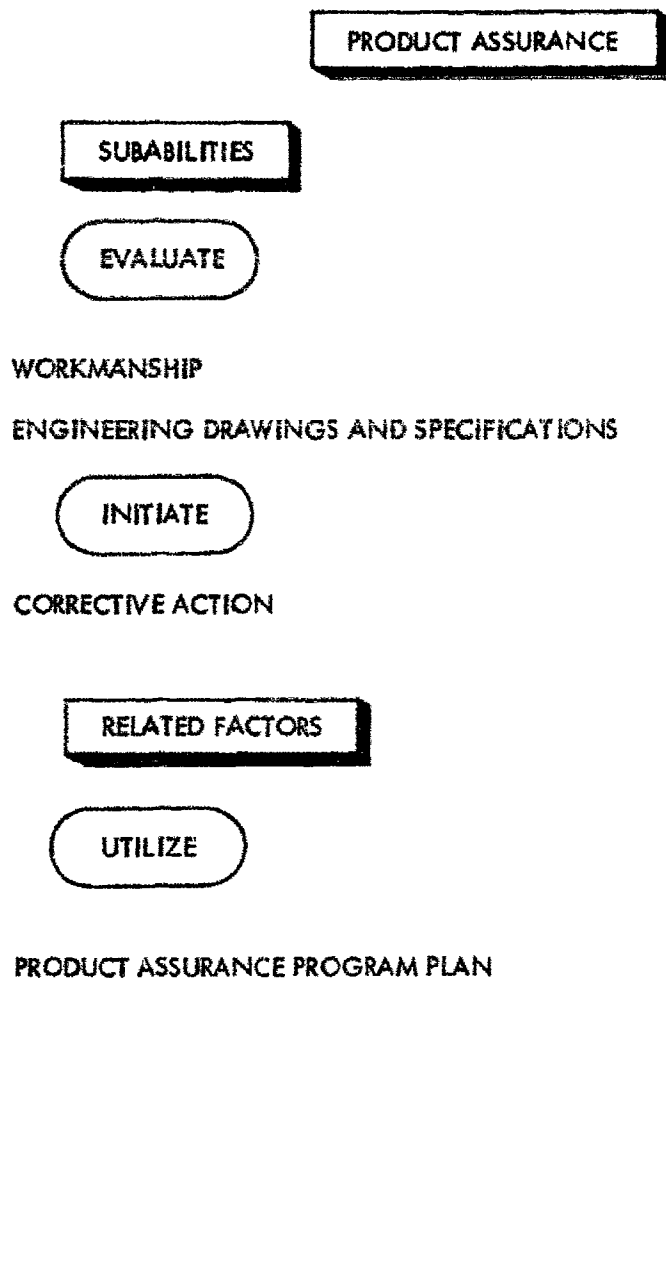 PRODUCT ASSURANCE
SUBABILITIES
EVALUATE
WORKMANSHIP
ENGINEERING DRAWINGS AND SPECIFICATIONS
INITIATE
CORRECTIVE ACTION
RELATED FACTORS
UTILIZE
PRODUCT ASSURANCE PROGRAM PLAN